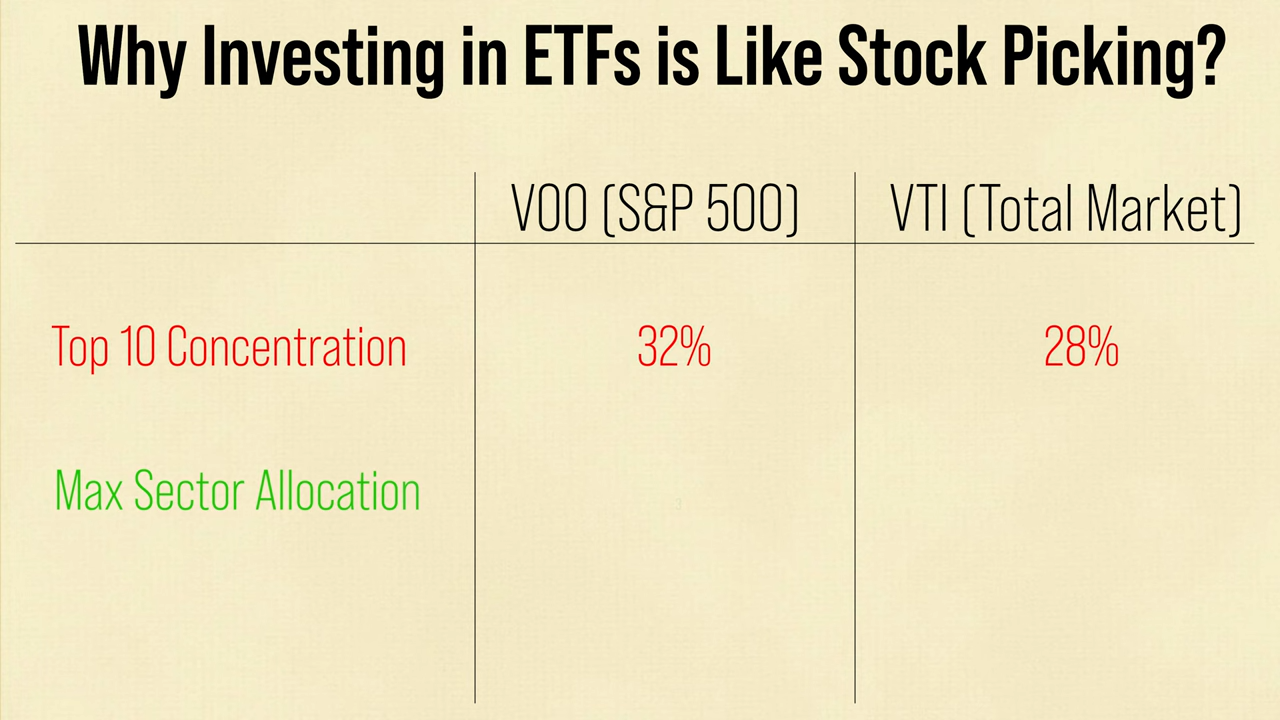 Why Investing in ETFs is Like Stock Picking?
VOO (S&P 500) VTI (Total Market)
Top 10 Concentration 32% 28%
Max Sector Allocation
3